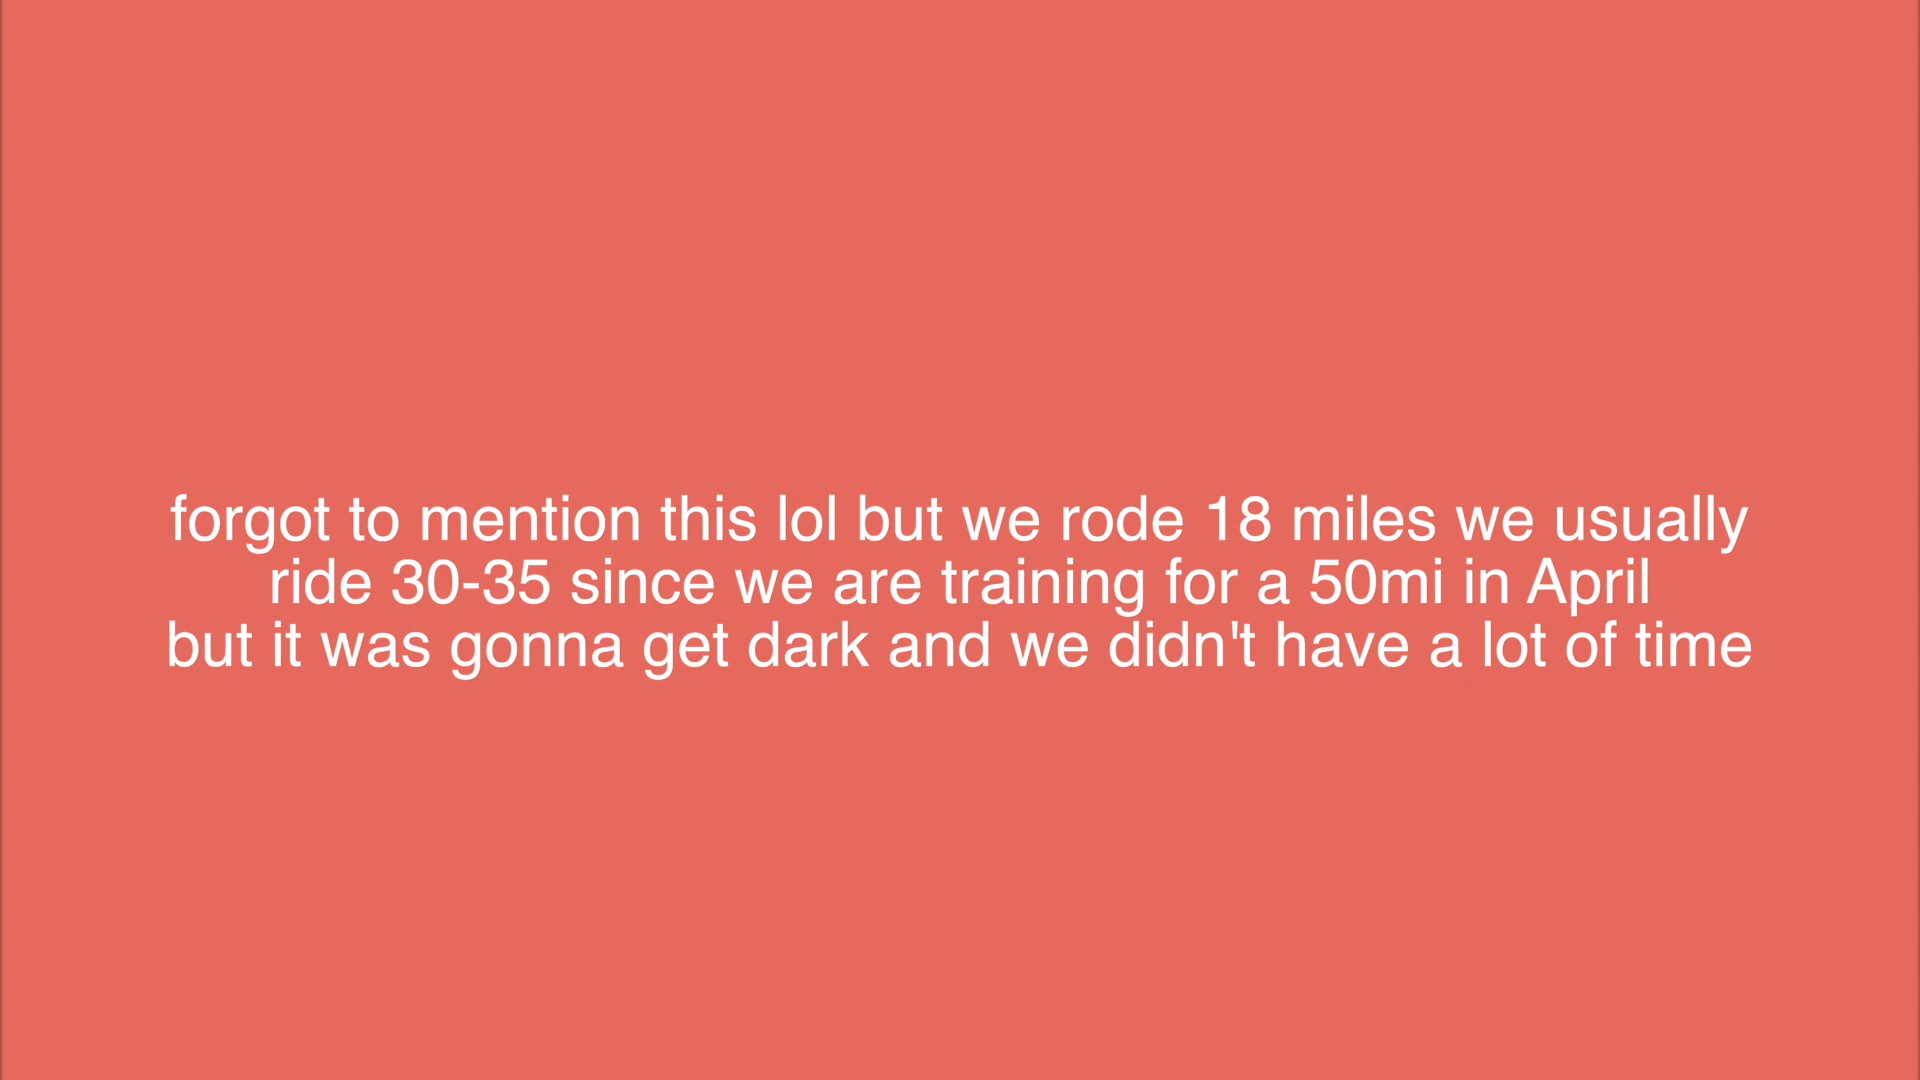 forgot to mention this lol but we rode 18 miles we usually
ride 30-35 since we are training for a 50mi in April
but it was gonna get dark and we didn't have a lot of time